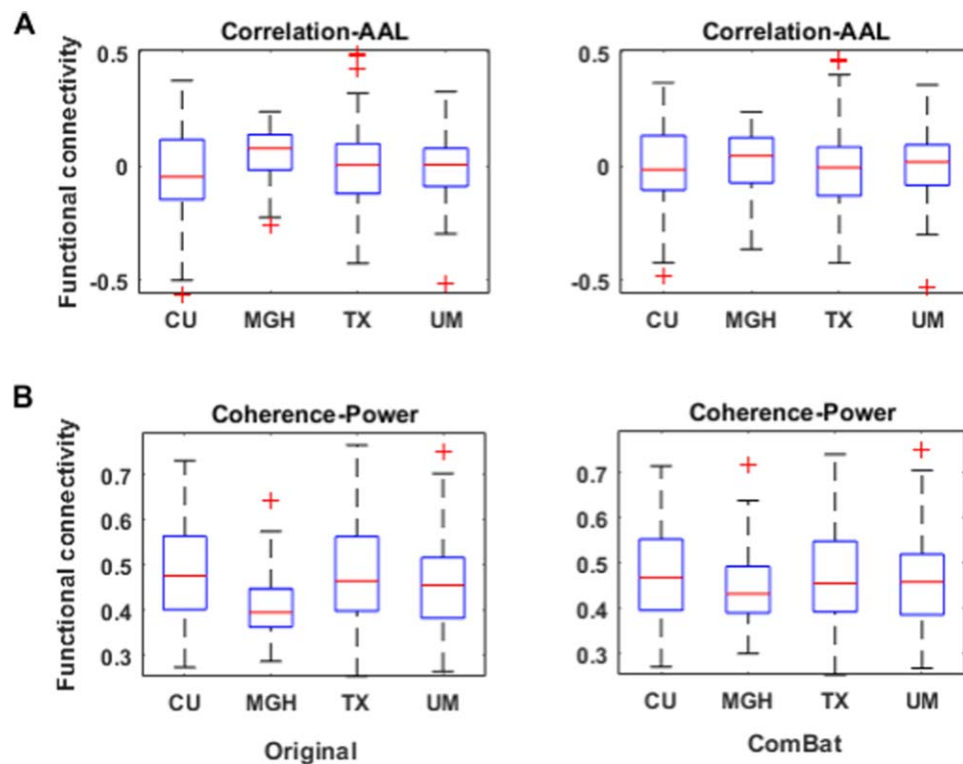 A
Correlation-AAL
Functional connectivity
0.5
0
-0.5
CU MGH TX UM
Correlation-AAL
0.5
0
-0.5
CU MGH TX UM
B
Coherence-Power
Functional connectivity
0.7
0.6
0.5
0.4
0.3
CU MGH TX UM
Original
Coherence-Power
0.7
0.6
0.5
0.4
0.3
CU MGH TX UM
ComBat